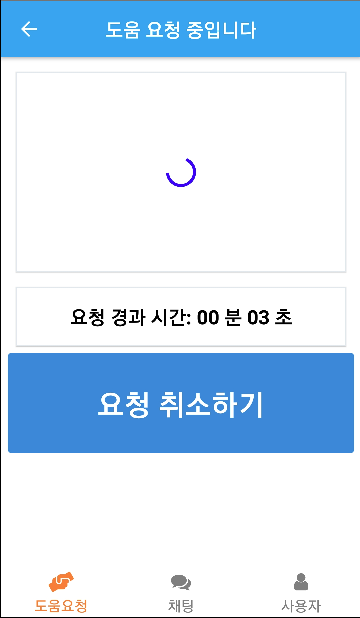 도움 요청 중입니다
요청 경과 시간: 00 분 03 초
요청 취소하기
도움요청
채팅
사용자